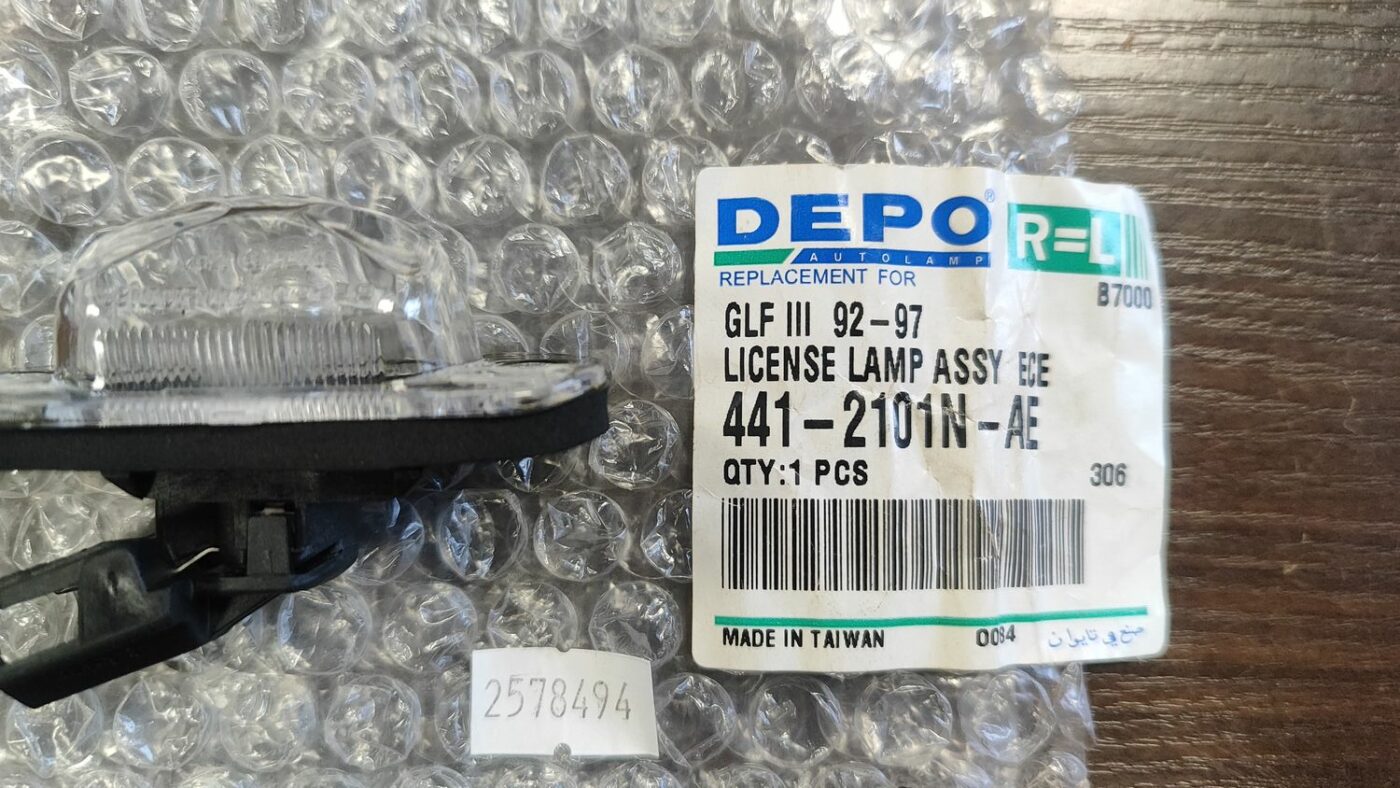 DEPO®
AUTOLAMP
R=L
REPLACEMENT FOR
B7000
GLF III 92-97
LICENSE LAMP ASSY ECE
441-2101N-AE
QTY:1 PCS 306
MADE IN TAIWAN 0084 صنع في تايوان
2578494